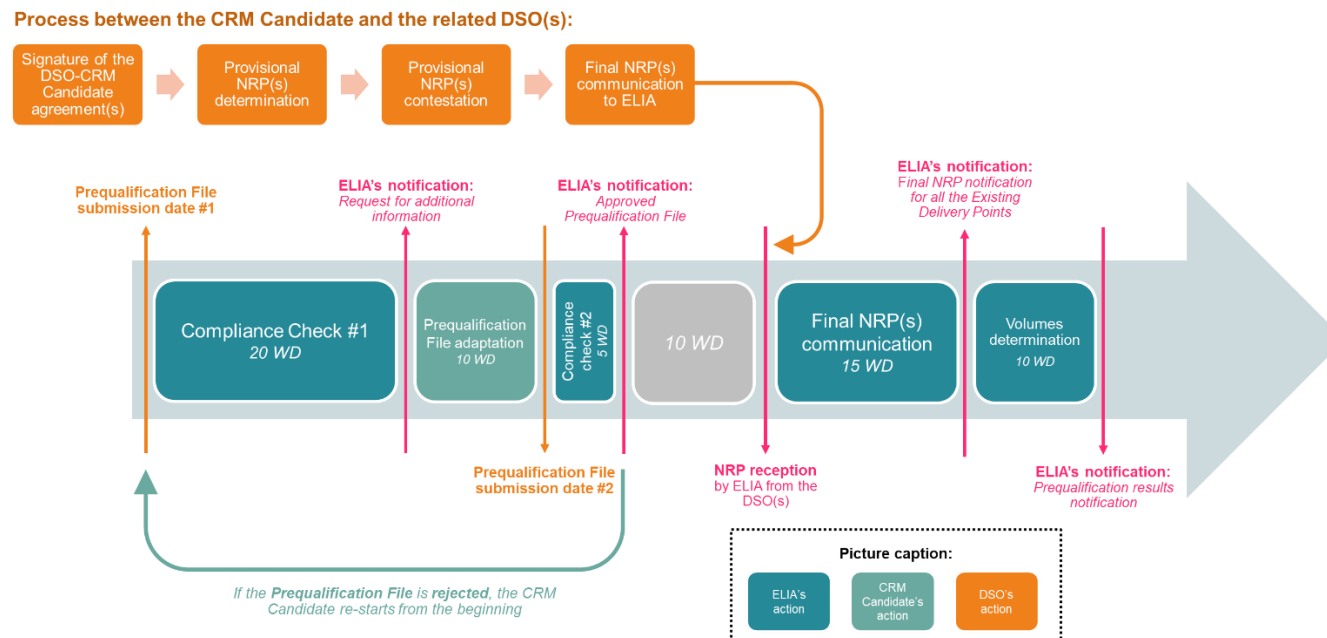 Process between the CRM Candidate and the related DSO(s):
Signature of the
DSO-CRM
Candidate
agreement(s)
Provisional
NRP(s)
determination
Provisional
NRP(s)
contestation
Final NRP(s)
communication
to ELIA
Prequalification File
submission date #1
ELIA's notification:
Request for additional
information
ELIA's notification:
Approved
Prequalification File
ELIA's notification:
Final NRP notification
for all the Existing
Delivery Points
Compliance Check #1
20 WD
Prequalification
File adaptation
10 WD
Compliance
check #2
5 WD
10 WD
Final NRP(s)
communication
15 WD
Volumes
determination
10 WD
Prequalification File
submission date #2
NRP reception
by ELIA from the
DSO(s)
ELIA's notification:
Prequalification results
notification
If the Prequalification File is rejected, the CRM
Candidate re-starts from the beginning
Picture caption:
ELIA's
action
CRM
Candidate's
action
DSO's
action